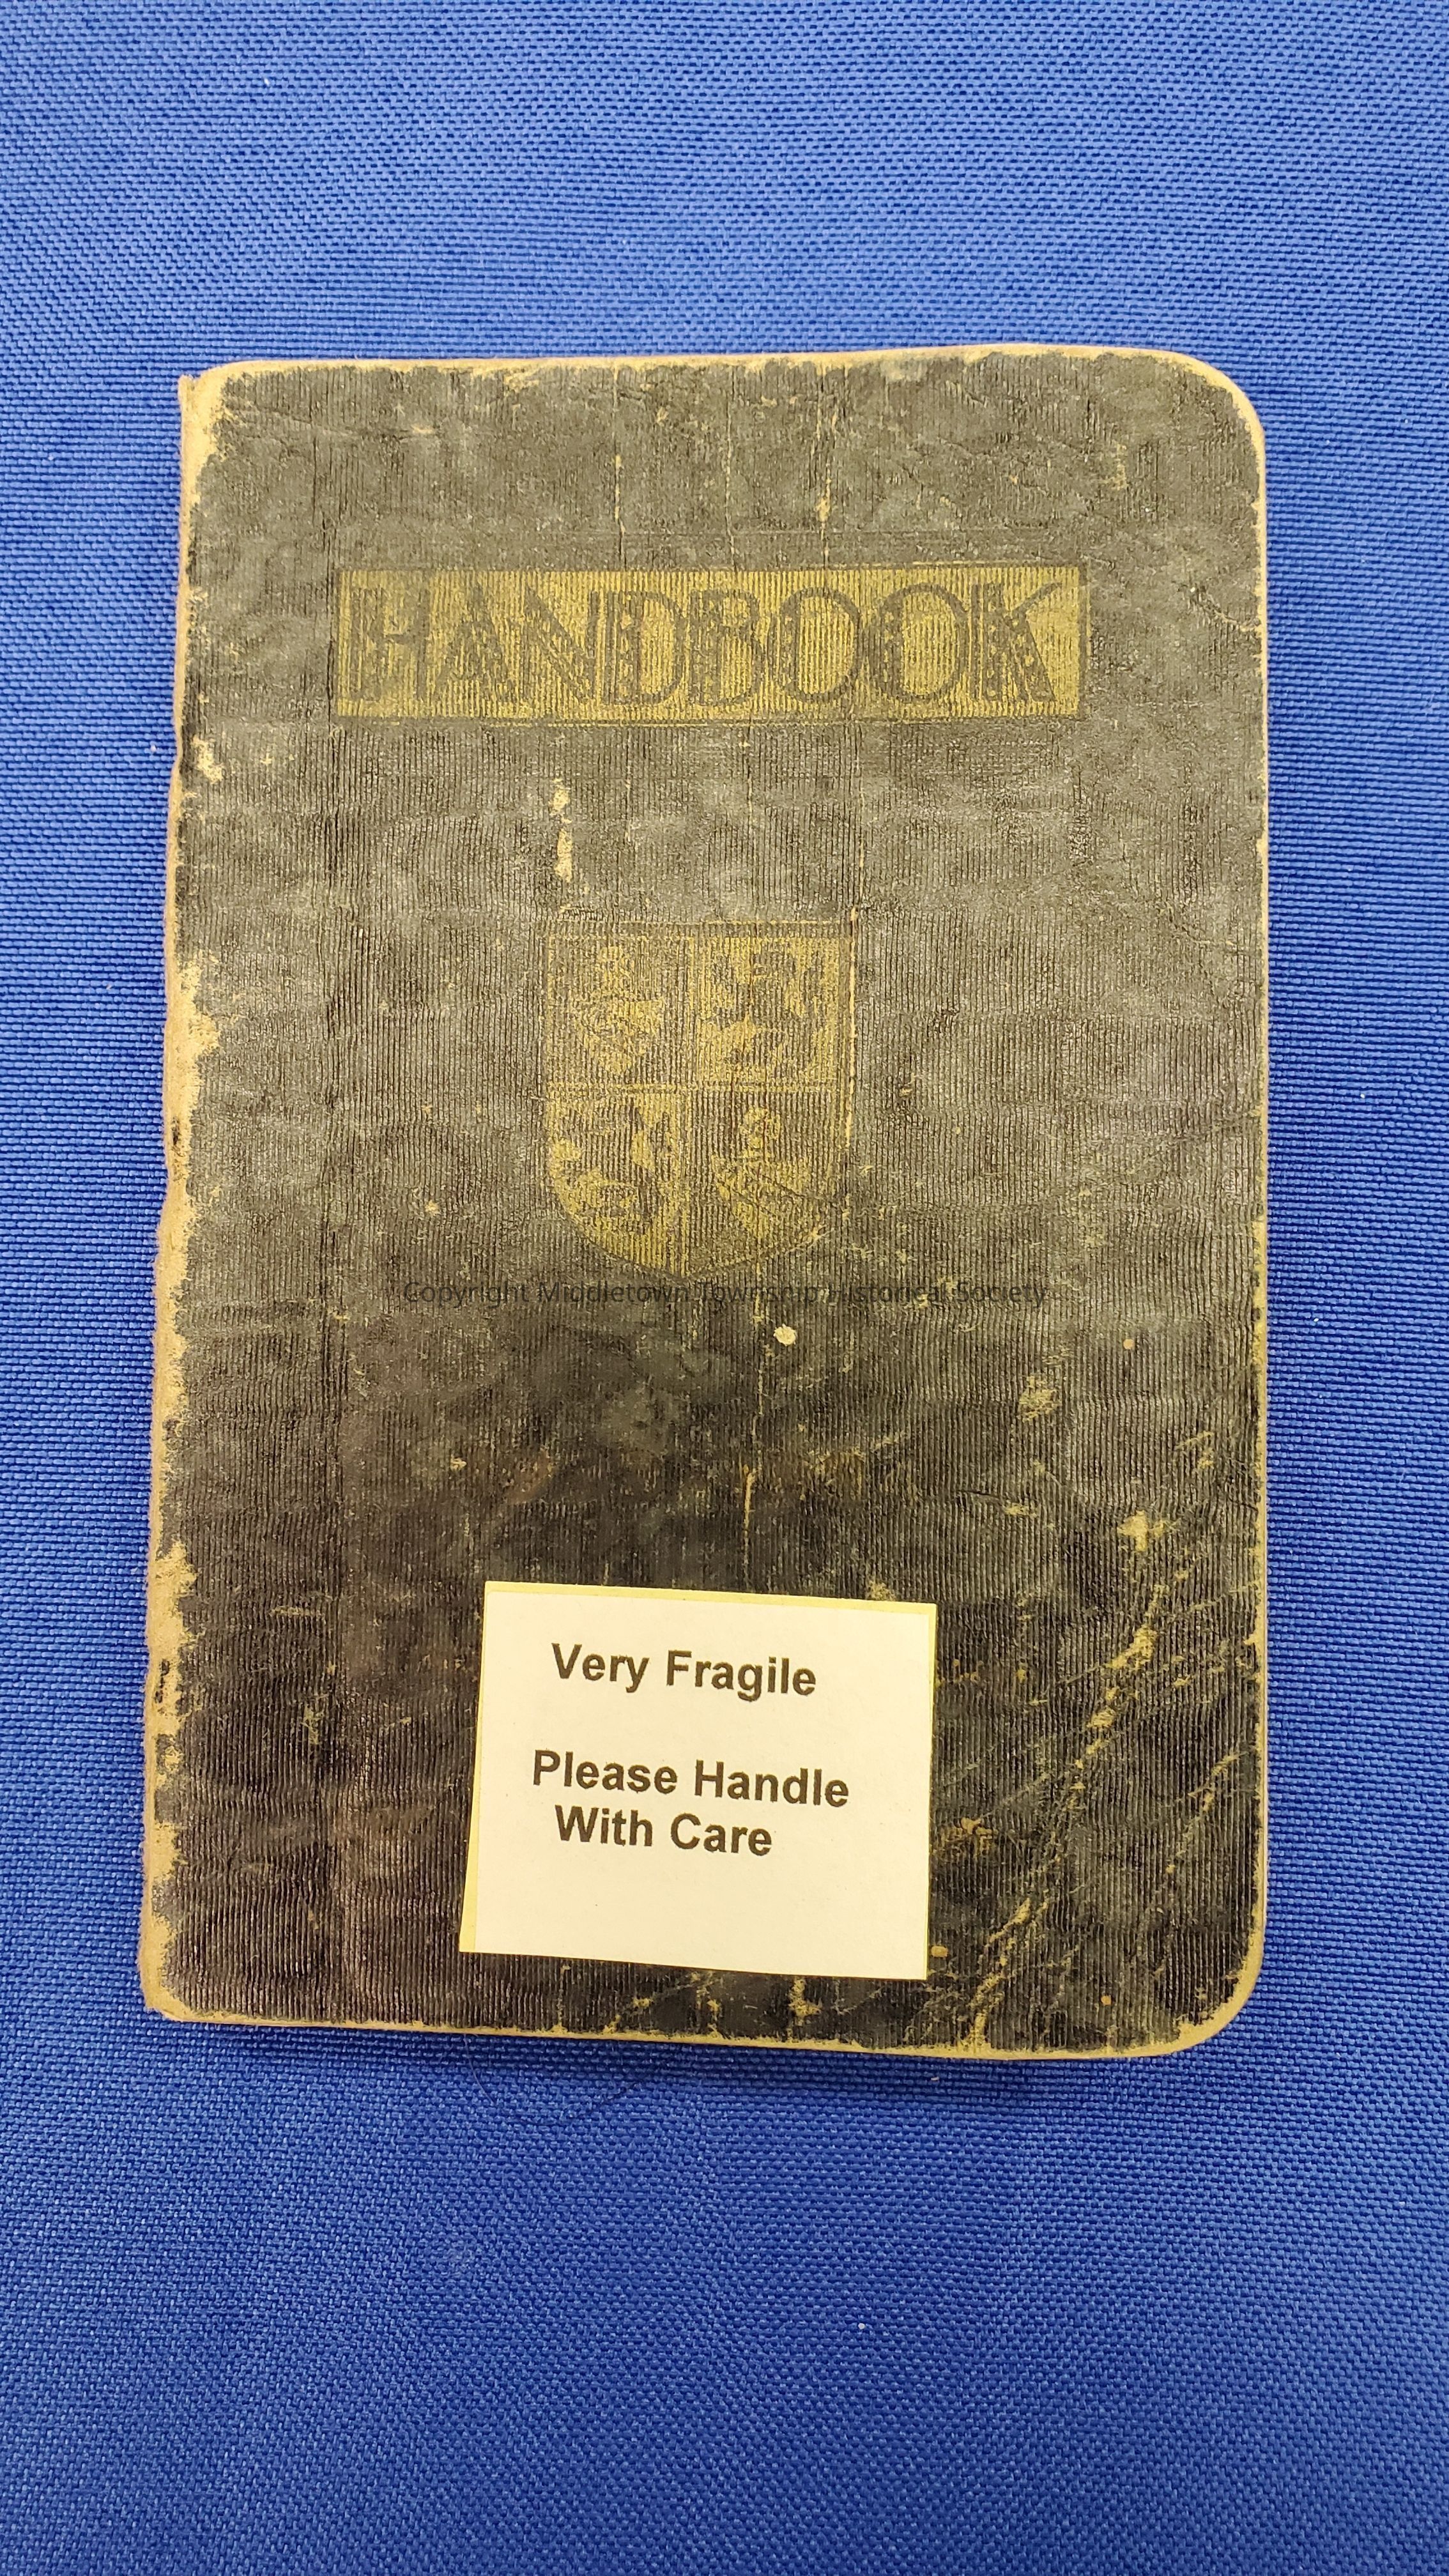 HANDBOOK
Copyright Middletown Township Historical Society
Very Fragile
Please Handle
With Care